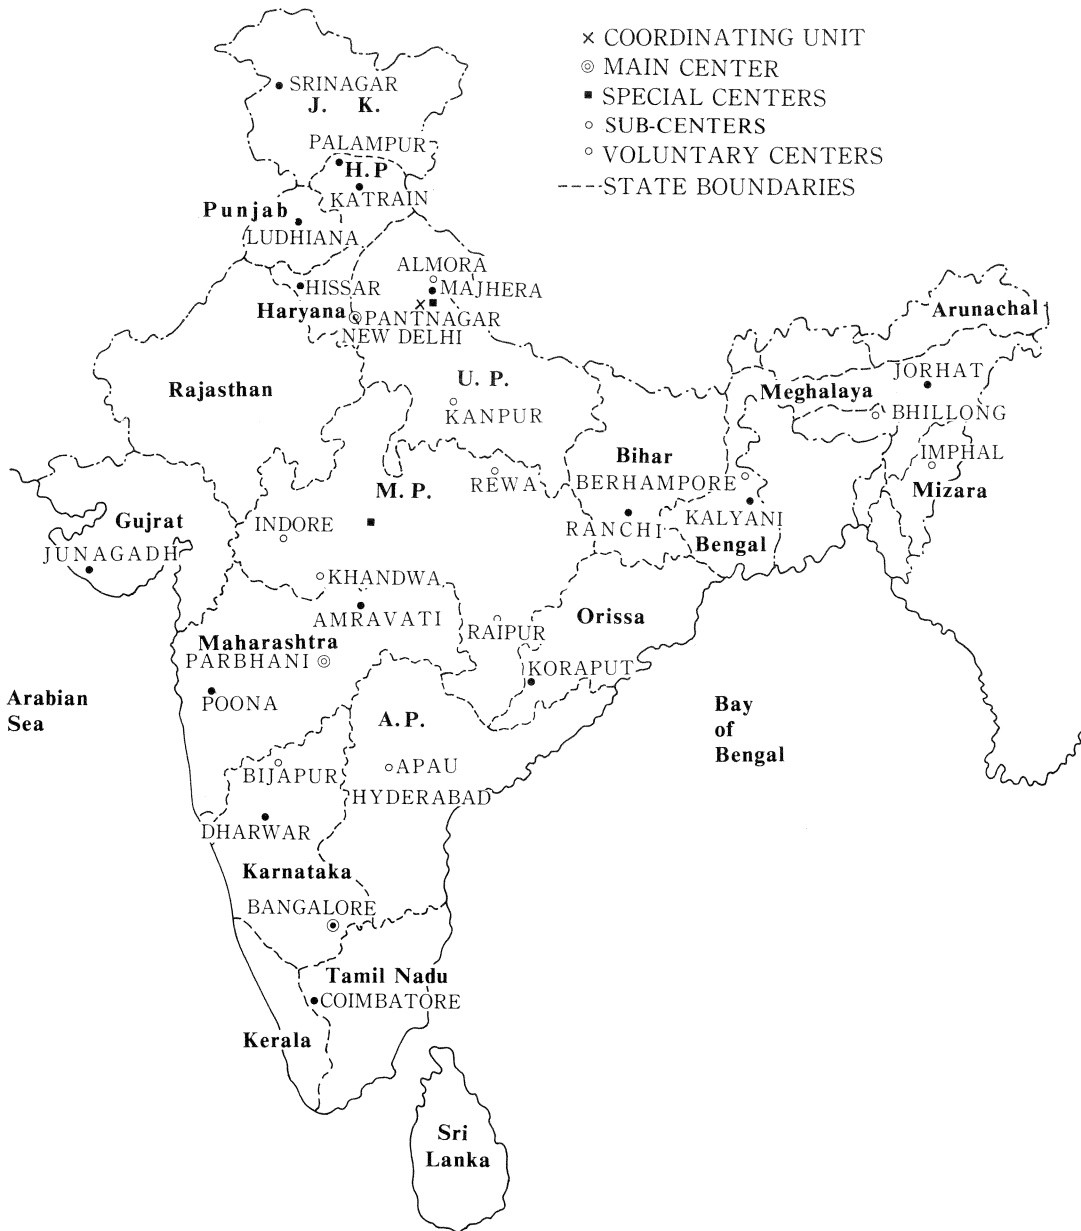 COORDINATING UNIT
MAIN CENTER
SPECIAL CENTERS
SUB-CENTERS
VOLUNTARY CENTERS
STATE BOUNDARIES
SRINAGAR
J. K.
PALAMPUR
H.P
KATRAIN
Punjab
LUDHIANA
ALMORA
HISSAR
MAJHERA
Haryana
PANTNAGAR
NEW DELHI
Arunachal
Rajasthan
U. P.
KANPUR
Meghalaya
JORHAT
BHILLONG
IMPHAL
Mizara
Bihar
BERHAMPORE
REWA
M. P.
Gujrat
INDORE
RANCHI
KALYANI
Bengal
JUNAGADH
KHANDWA
AMRAVATI
RAIPUR
Orissa
Maharashtra
PARBHANI
KORAPUT
POONA
Arabian
Sea
A.P.
Bay
of
Bengal
BIJAPUR
APAU
HYDERABAD
DHARWAR
Karnataka
BANGALORE
Tamil Nadu
COIMBATORE
Kerala
Sri
Lanka